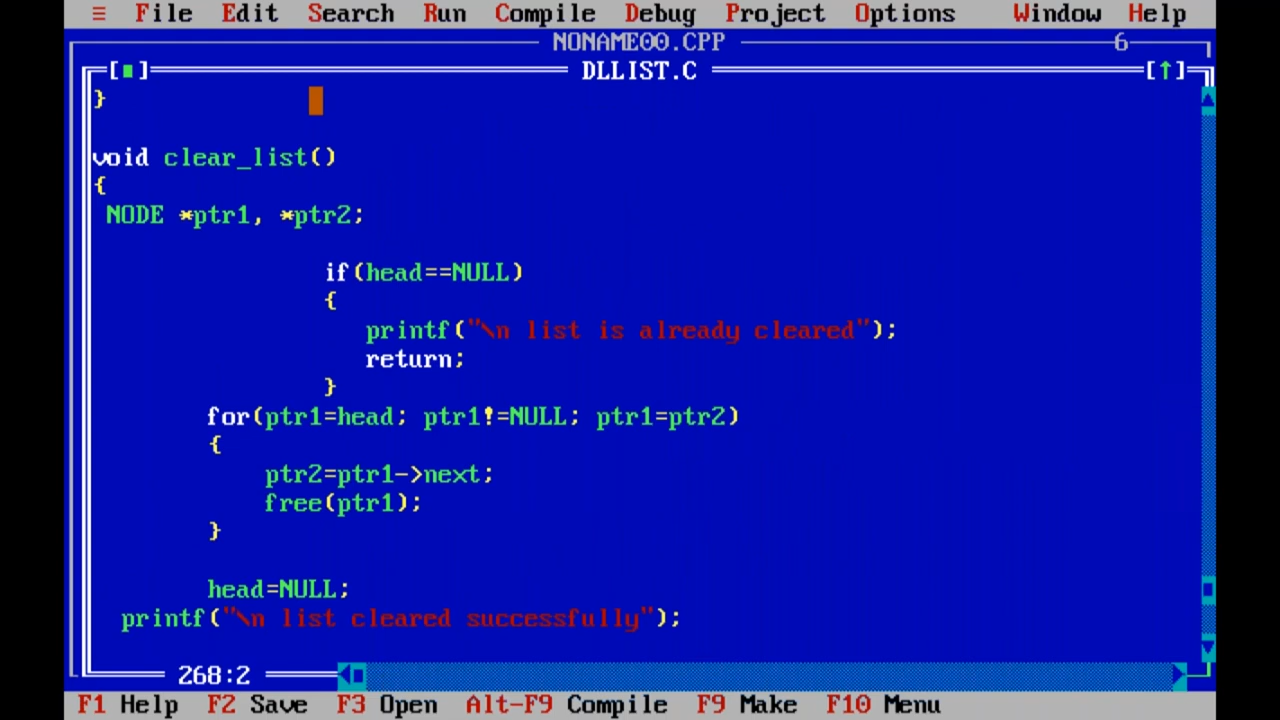 ≡ File Edit Search Run Compile Debug Project Options Window Help
NONAME00.CPP 6
[■] DLLIST.C [↑]
}
void clear_list()
{
NODE *ptr1, *ptr2;
if(head==NULL)
{
printf("\n list is already cleared");
return;
}
for(ptr1=head; ptr1!=NULL; ptr1=ptr2)
{
ptr2=ptr1->next;
free(ptr1);
}
head=NULL;
printf("\n list cleared successfully");
268:2
F1 Help F2 Save F3 Open Alt-F9 Compile F9 Make F10 Menu